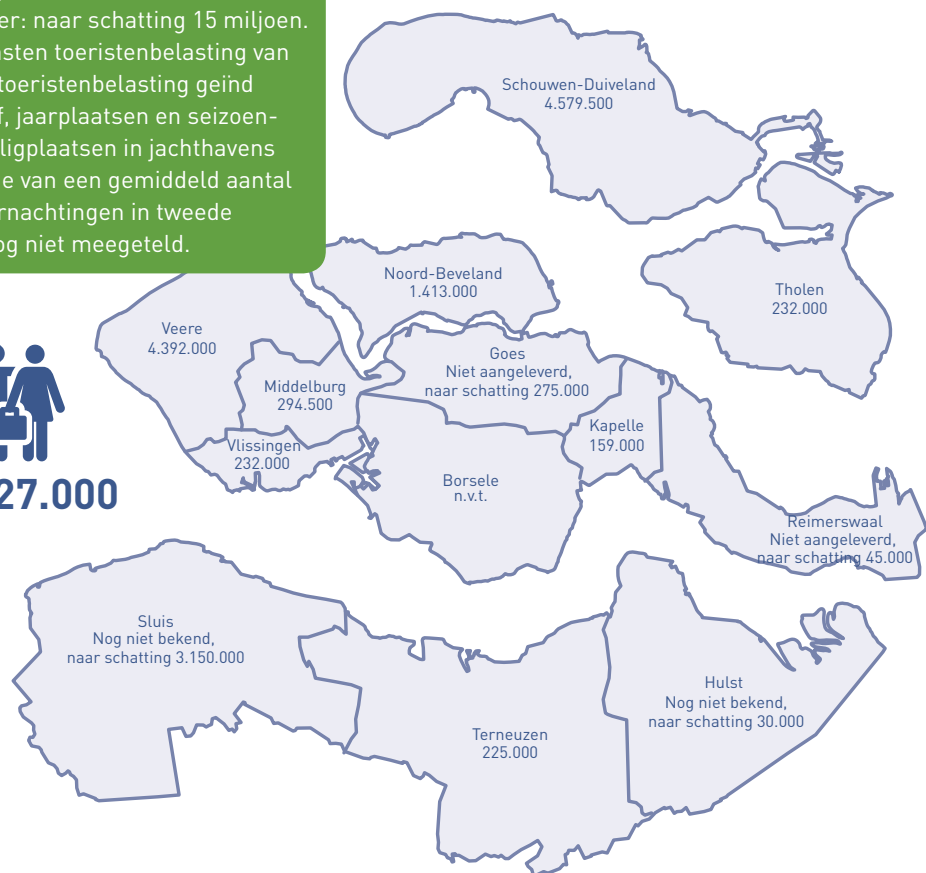 er: naar schatting 15 miljoen.
sten toeristenbelasting van
toeristenbelasting geïnd
f, jaarplaatsen en seizoen-
ligplaatsen in jachthavens
e van een gemiddeld aantal
rnachtingen in tweede
og niet meegeteld.
Schouwen-Duiveland
4.579.500
Noord-Beveland
1.413.000
Tholen
232.000
Veere
4.392.000
Goes
Niet aangeleverd,
naar schatting 275.000
Middelburg
294.500
Kapelle
159.000
Vlissingen
232.000
Borsele
n.v.t.
27.000
Reimerswaal
Niet aangeleverd,
naar schatting 45.000
Sluis
Nog niet bekend,
naar schatting 3.150.000
Hulst
Nog niet bekend,
naar schatting 30.000
Terneuzen
225.000